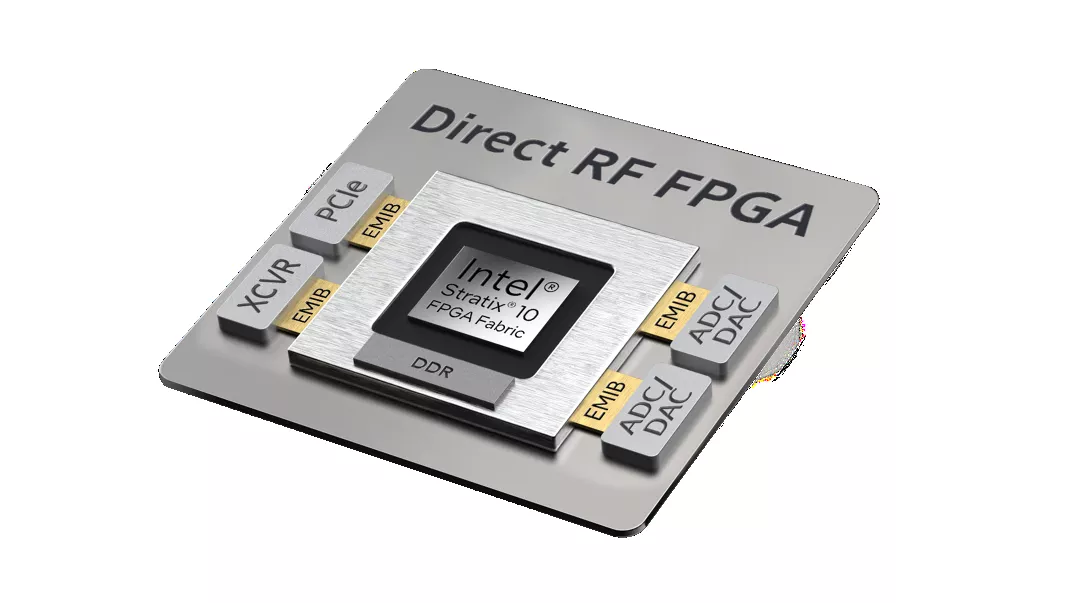 Direct RF FPGA
PCIe
EMIB
XCVR
EMIB
Intel®
Stratix® 10
FPGA Fabric
DDR
EMIB
ADC/
DAC
EMIB
ADC/
DAC